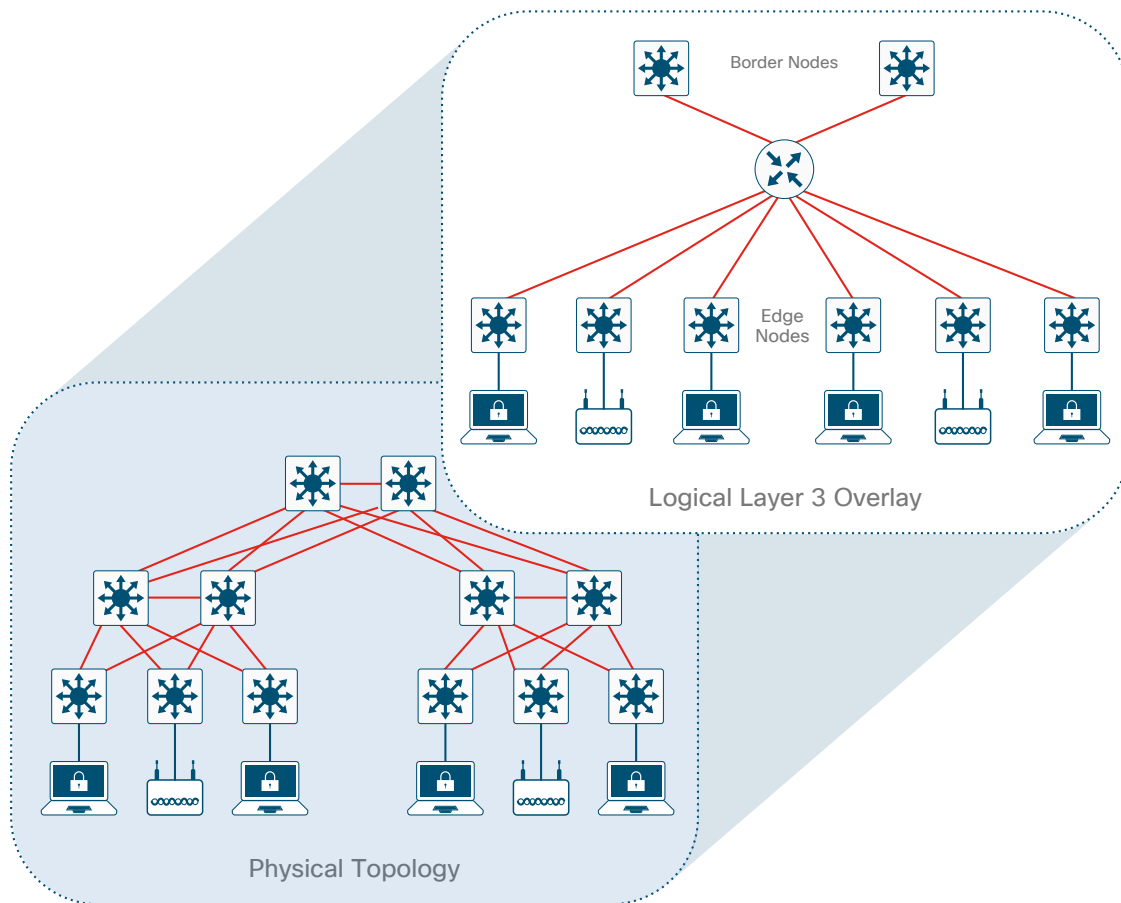 Border Nodes
Edge
Nodes
Logical Layer 3 Overlay
Physical Topology